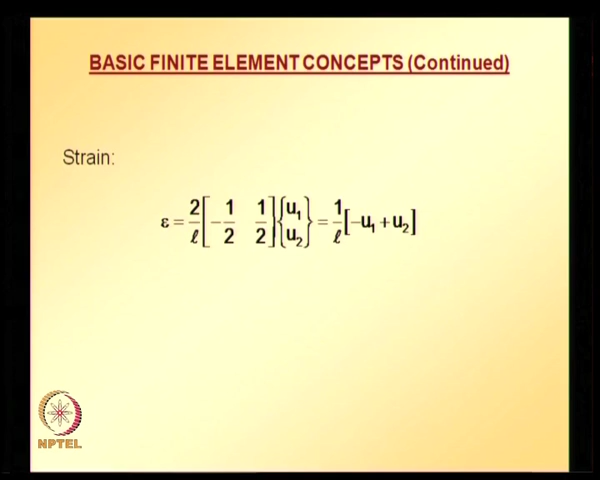 BASIC FINITE ELEMENT CONCEPTS (Continued)
Strain:
ε = 2/ℓ [-1/2 1/2] {u₁ u₂} = 1/ℓ [-u₁ + u₂]
NPTEL